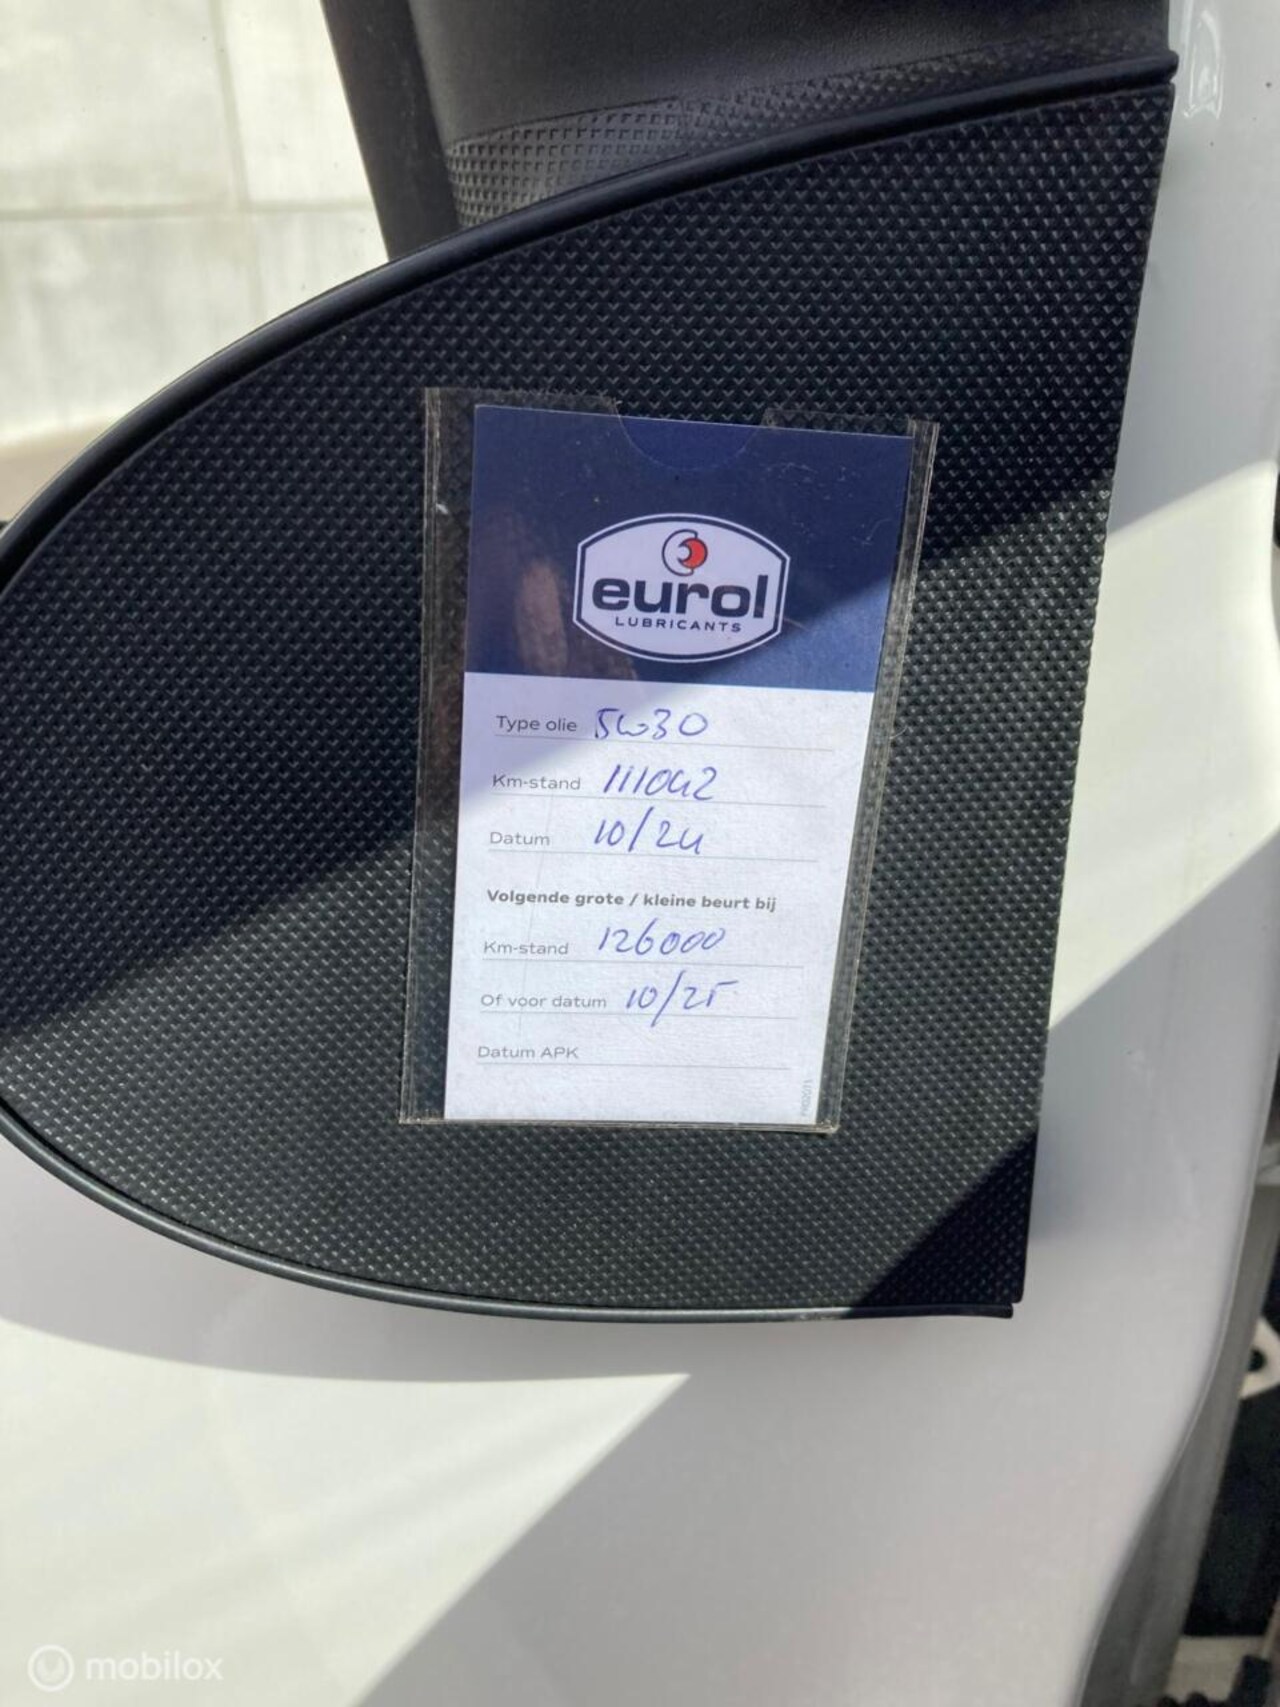 eurol
LUBRICANTS
Type olie 5W30
Km-stand 111042
Datum 10/24
Volgende grote / kleine beurt bij
Km-stand 126000
Of voor datum 10/25
Datum APK
mobilox